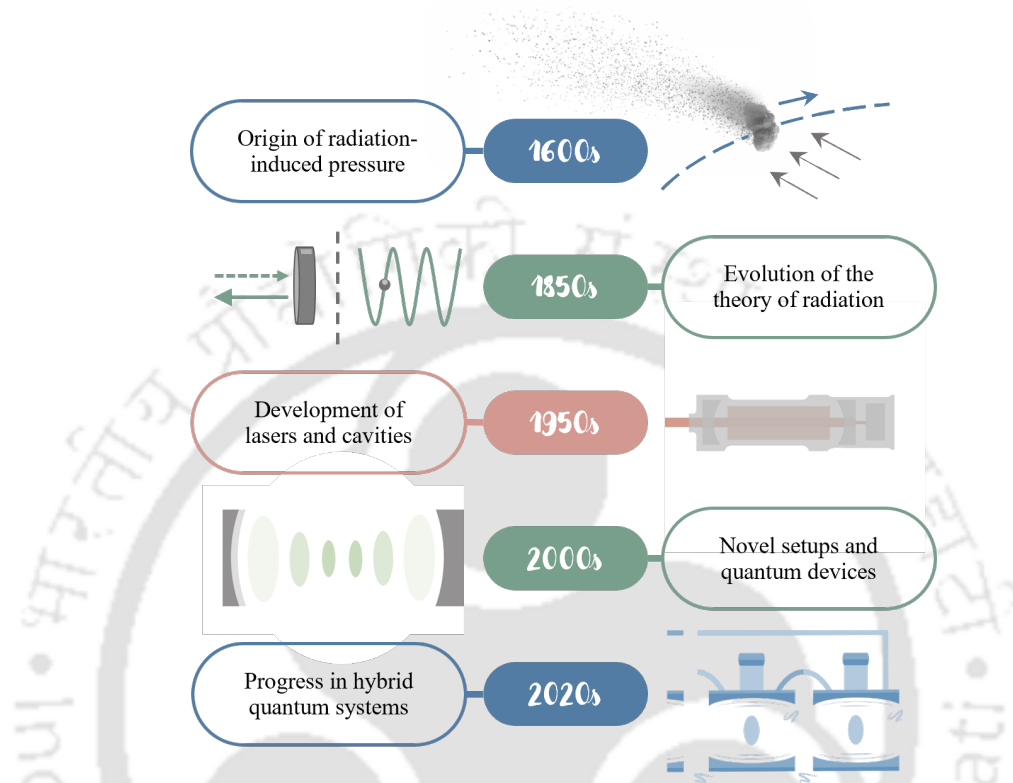 Origin of radiation-
induced pressure
1600s
1850s
Evolution of the
theory of radiation
Development of
lasers and cavities
1950s
2000s
Novel setups and
quantum devices
Progress in hybrid
quantum systems
2020s